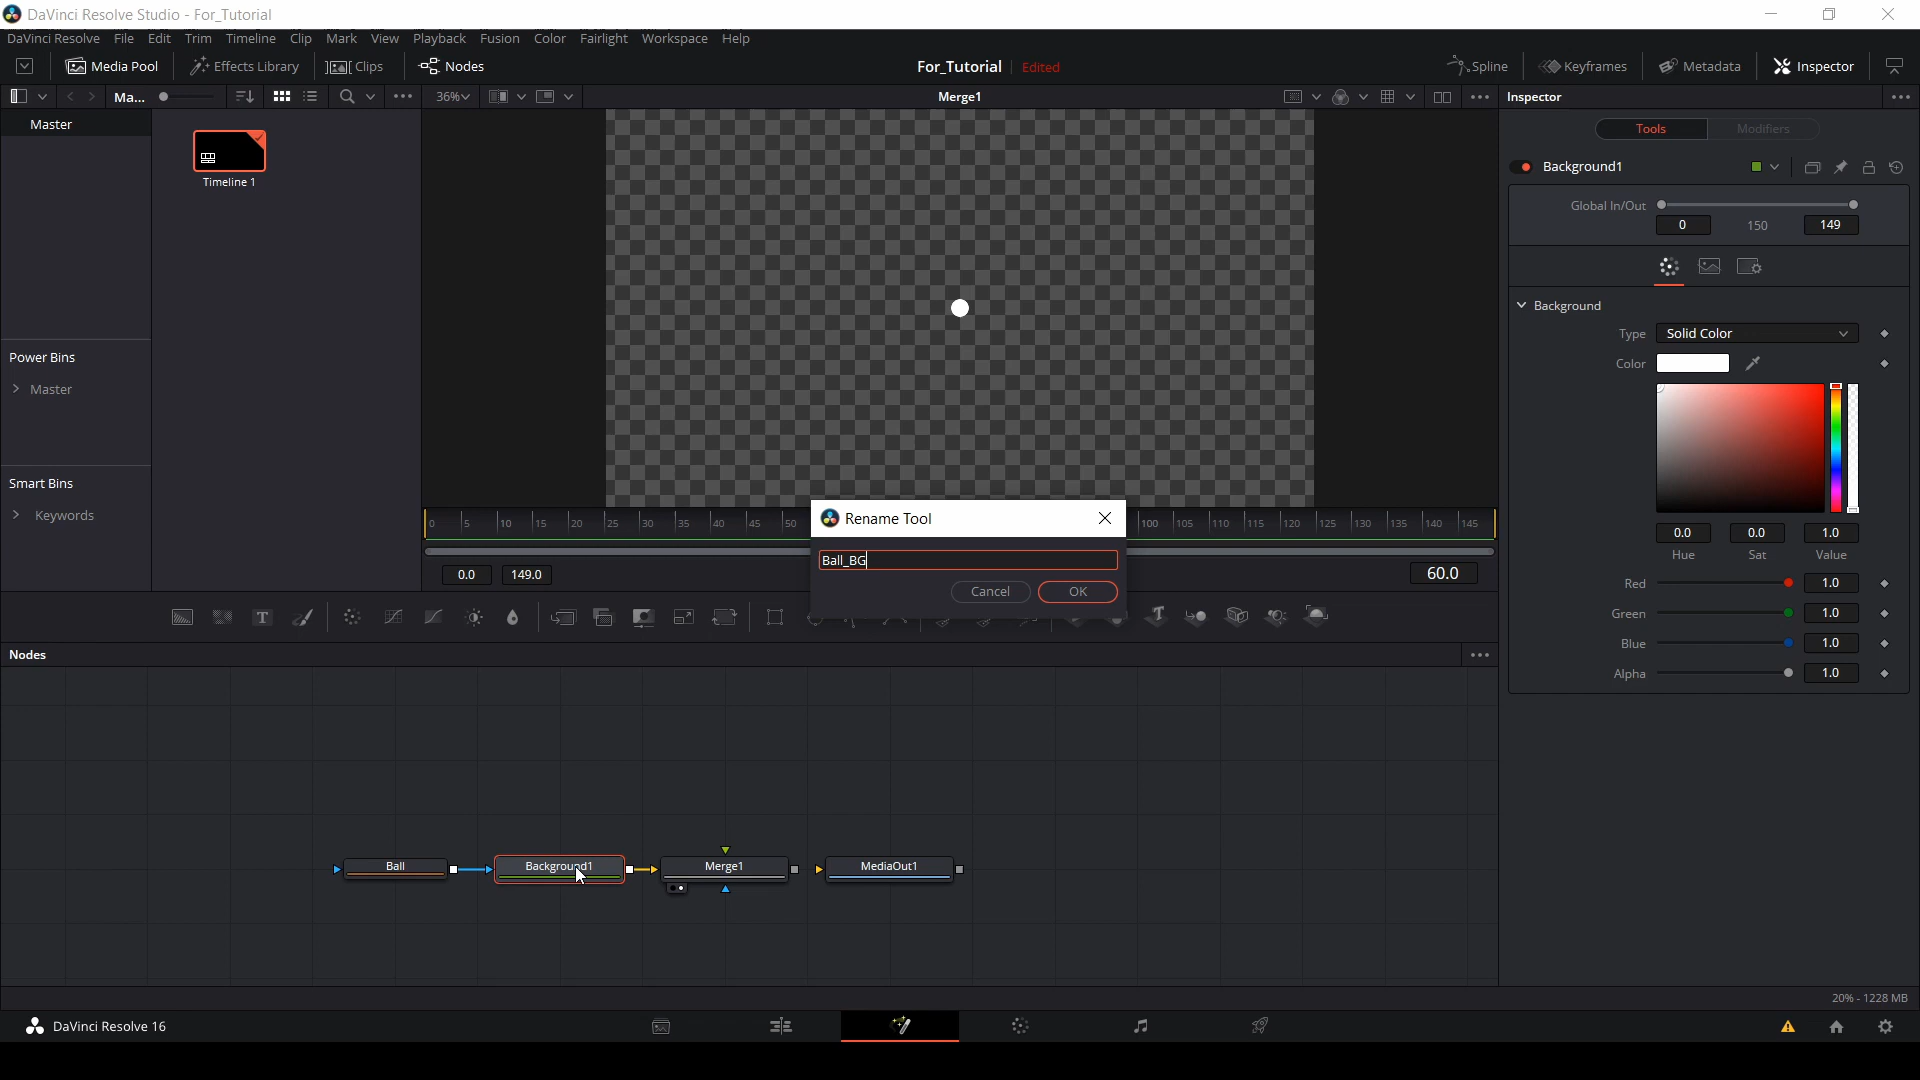 DaVinci Resolve Studio - For_Tutorial
DaVinci Resolve File Edit Trim Timeline Clip Mark View Playback Fusion Color Fairlight Workspace Help
Media Pool Effects Library Clips Nodes For_Tutorial Edited Spline Keyframes Metadata Inspector
Ma... 36% Merge1 Inspector
Master
Timeline 1
Power Bins
Master
Smart Bins
Keywords
Tools Modifiers
Background1
Global In/Out
0 150 149
Background
Type Solid Color
Color
0.0 0.0 1.0
Hue Sat Value
Red 1.0
Green 1.0
Blue 1.0
Alpha 1.0
0 5 10 15 20 25 30 35 40 45 50 100 105 110 115 120 125 130 135 140 145
0.0 149.0 60.0
Rename Tool
Ball_BG
Cancel OK
Nodes
Ball Background1 Merge1 MediaOut1
20% - 1228 MB
DaVinci Resolve 16